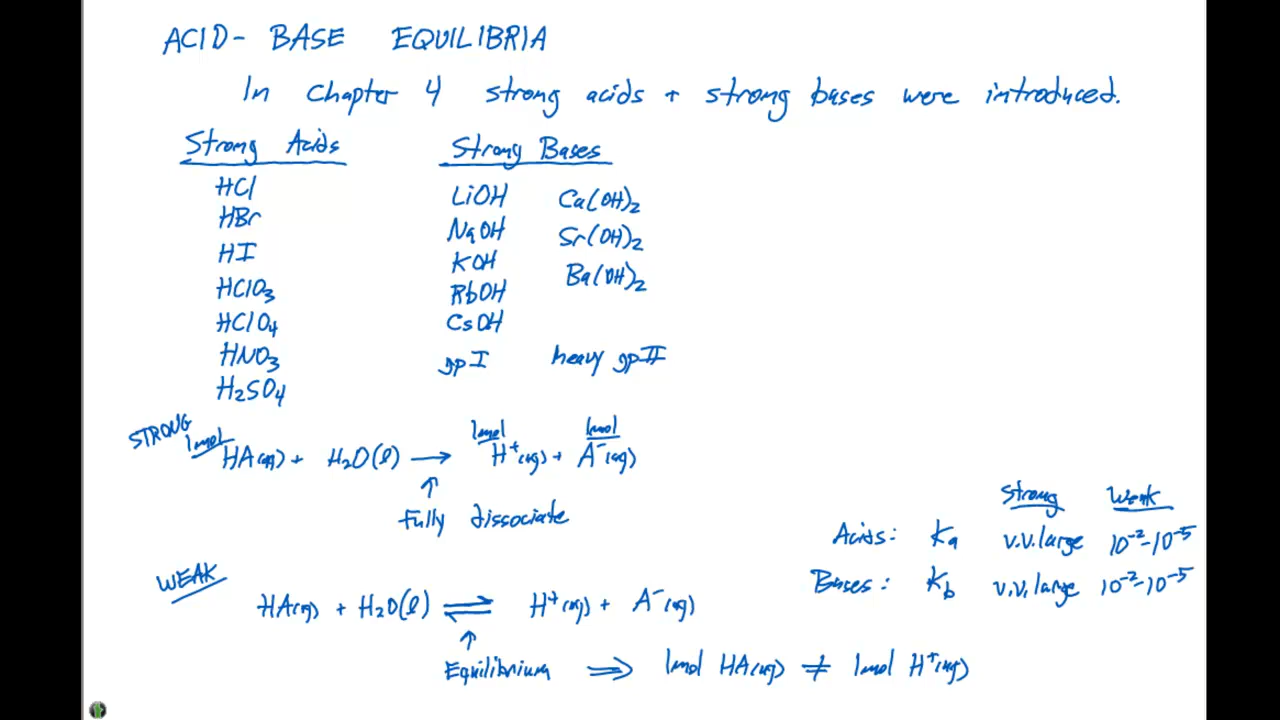 ACID-BASE EQUILIBRIA
In Chapter 4 strong acids + strong bases were introduced.
Strong Acids
HCl
HBr
HI
HClO3
HClO4
HNO3
H2SO4
Strong Bases
LiOH Ca(OH)2
NaOH Sr(OH)2
KOH Ba(OH)2
RbOH
CsOH
gp I heavy gp II
STRONG
1mol 1mol 1mol
HA(aq) + H2O(l) → H+(aq) + A-(aq)
↑
Fully dissociate
Strong Weak
Acids: Ka v.v.large 10-2-10-5
Bases: Kb v.v.large 10-2-10-5
WEAK
HA(aq) + H2O(l) ⇌ H+(aq) + A-(aq)
↑
Equilibrium ⇒ 1mol HA(aq) ≠ 1mol H+(aq)